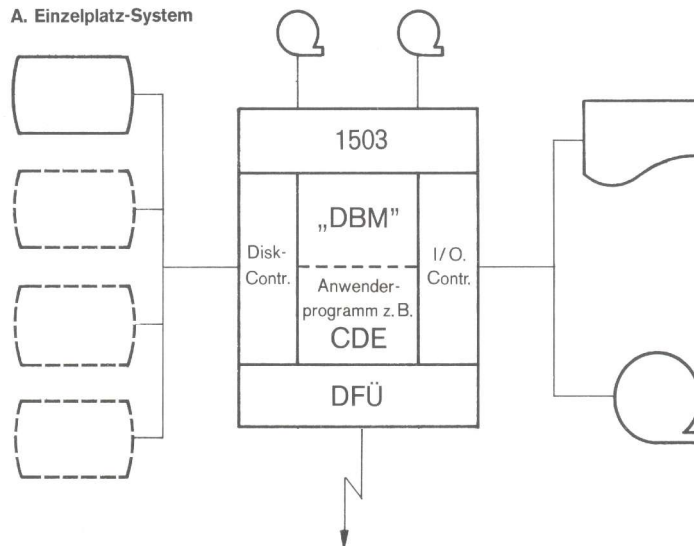 A. Einzelplatz-System
1503
„DBM”
Disk-
Contr.
I/O.
Contr.
Anwender-
programm z.B.
CDE
DFÜ